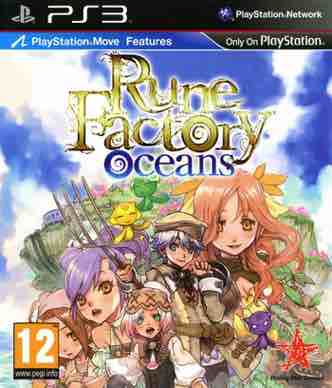 PS3
PlayStation®Network
PlayStation®Move Features
Only On PlayStation®
Rune
Factory
Oceans
12
www.pegi.info